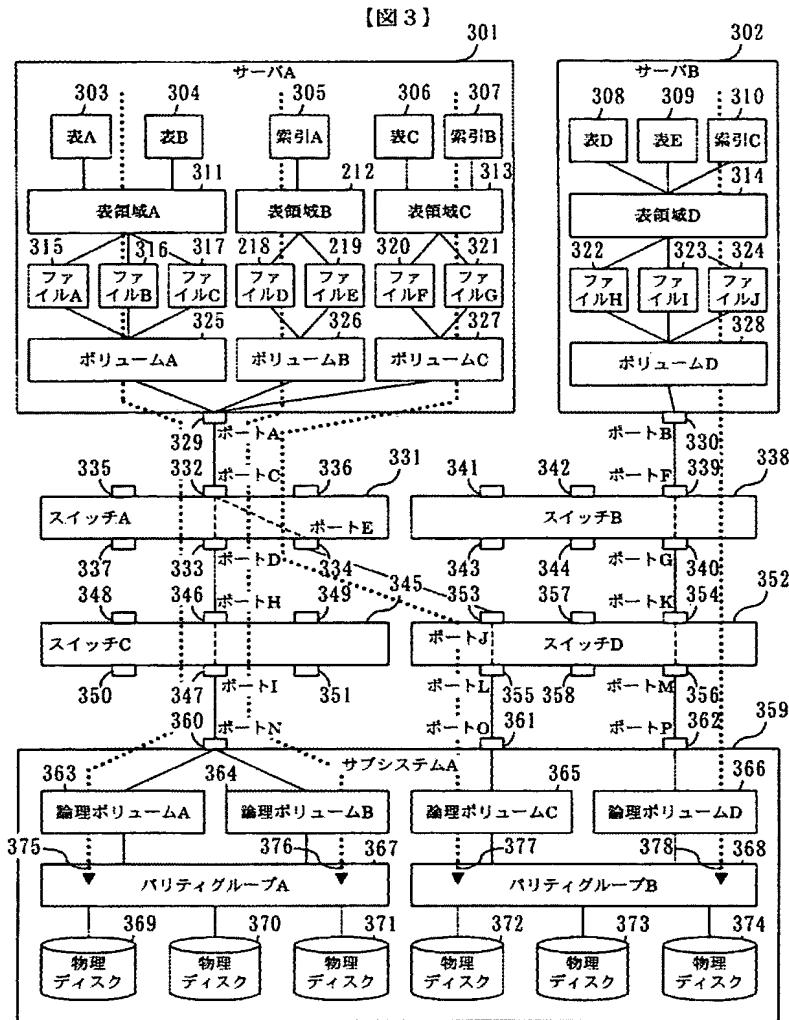 【図3】
301
302
サーバA
サーバB
303
304
305
306
307
308
309
310
表A
表B
索引A
表C
索引B
表D
表E
索引C
311
212
313
314
表領域A
表領域B
表領域C
表領域D
315
316
317
218
219
320
321
322
323
324
ファイルA
ファイルB
ファイルC
ファイルD
ファイルE
ファイルF
ファイルG
ファイルH
ファイルI
ファイルJ
325
326
327
328
ボリュームA
ボリュームB
ボリュームC
ボリュームD
329
ポートA
ポートB
330
335
332
ポートC
336
331
341
342
ポートF
339
338
スイッチA
ポートE
スイッチB
337
333
ポートD
334
343
344
ポートG
340
348
346
ポートH
349
345
353
357
ポートK
354
352
スイッチC
ポートJ
スイッチD
350
347
ポートI
351
ポートL
355
358
ポートM
356
360
ポートN
ポートO
361
ポートP
362
359
サブシステムA
363
364
365
366
論理ボリュームA
論理ボリュームB
論理ボリュームC
論理ボリュームD
375
376
367
377
378
368
パリティグループA
パリティグループB
369
370
371
372
373
374
物理ディスク
物理ディスク
物理ディスク
物理ディスク
物理ディスク
物理ディスク